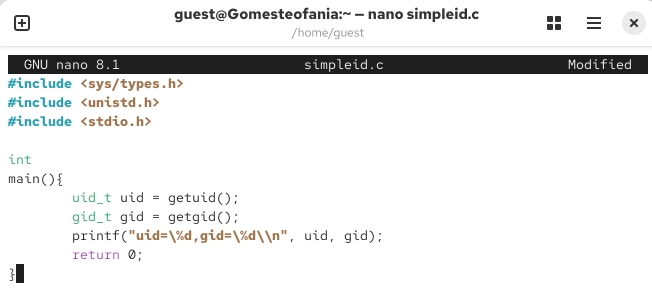 guest@Gomesteofania:~ — nano simpleid.c
/home/guest
GNU nano 8.1 simpleid.c Modified
#include <sys/types.h>
#include <unistd.h>
#include <stdio.h>
int
main(){
uid_t uid = getuid();
gid_t gid = getgid();
printf("uid=\%d,gid=\%d\\n", uid, gid);
return 0;
}